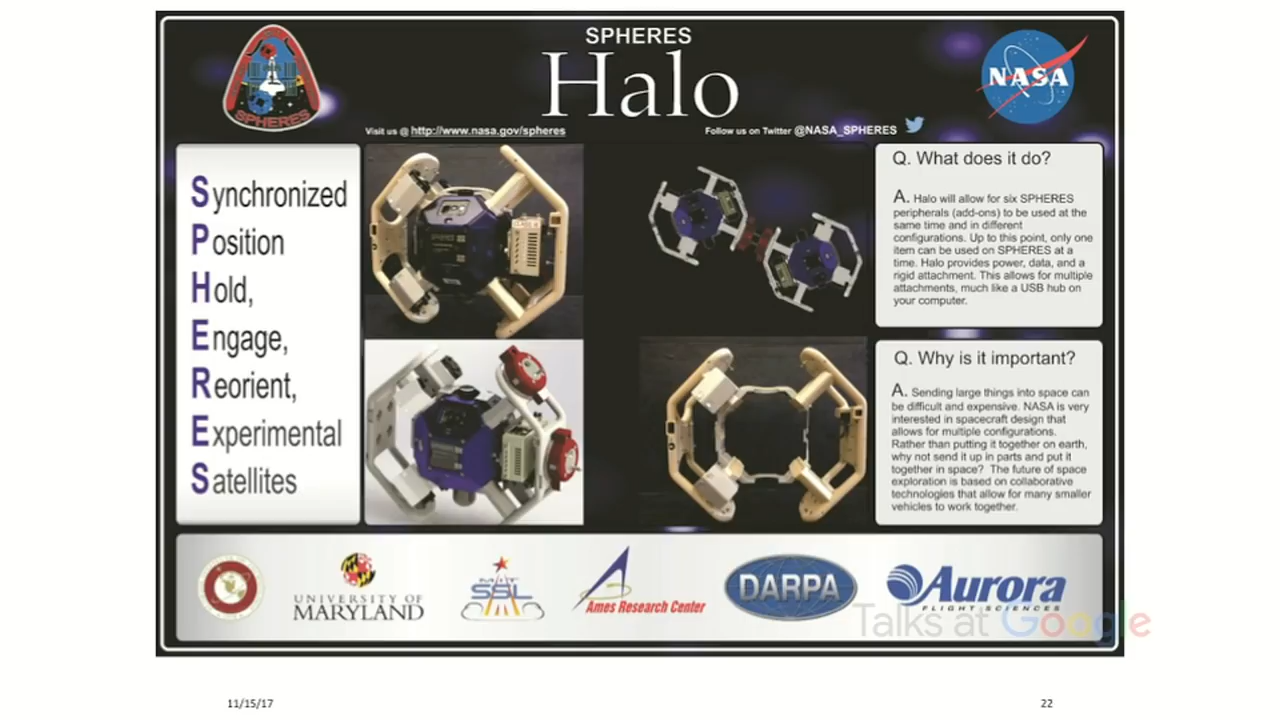 SPHERES
Halo
SPHERES
NASA
Visit us @ http://www.nasa.gov/spheres
Follow us on Twitter @NASA_SPHERES
Synchronized
Position
Hold,
Engage,
Reorient,
Experimental
Satellites
Q. What does it do?
A. Halo will allow for six SPHERES
peripherals (add-ons) to be used at the
same time and in different
configurations. Up to this point, only one
item can be used on SPHERES at a
time. Halo provides power, data, and a
rigid attachment. This allows for multiple
attachments, much like a USB hub on
your computer.
Q. Why is it important?
A. Sending large things into space can
be difficult and expensive. NASA is very
interested in spacecraft design that
allows for multiple configurations.
Rather than putting it together on earth,
why not send it up in parts and put it
together in space? The future of space
exploration is based on collaborative
technologies that allow for many smaller
vehicles to work together.
UNIVERSITY OF
MARYLAND
MIT
SSL
Ames Research Center
DARPA
Aurora
FLIGHT SCIENCES
Talks at Google
11/15/17
22